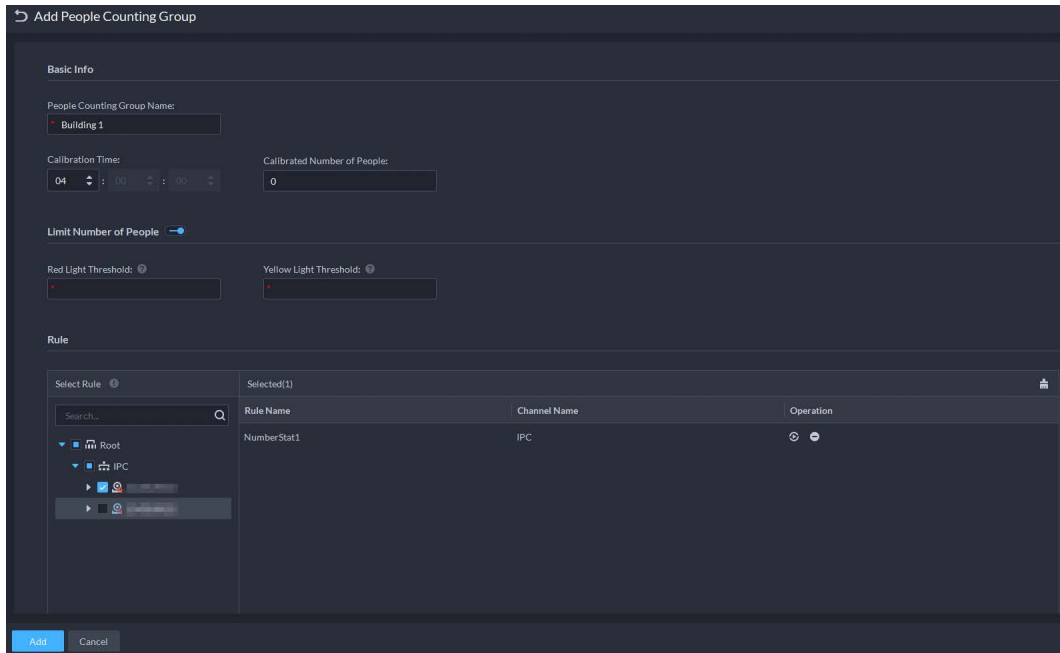 Add People Counting Group
Basic Info
People Counting Group Name:
* Building 1
Calibration Time: Calibrated Number of People:
04 : 00 : 00 0
Limit Number of People
Red Light Threshold: ? Yellow Light Threshold: ?
* *
Rule
Select Rule Selected(1)
Search... Rule Name Channel Name Operation
Root NumberStat1 IPC
IPC
Add Cancel